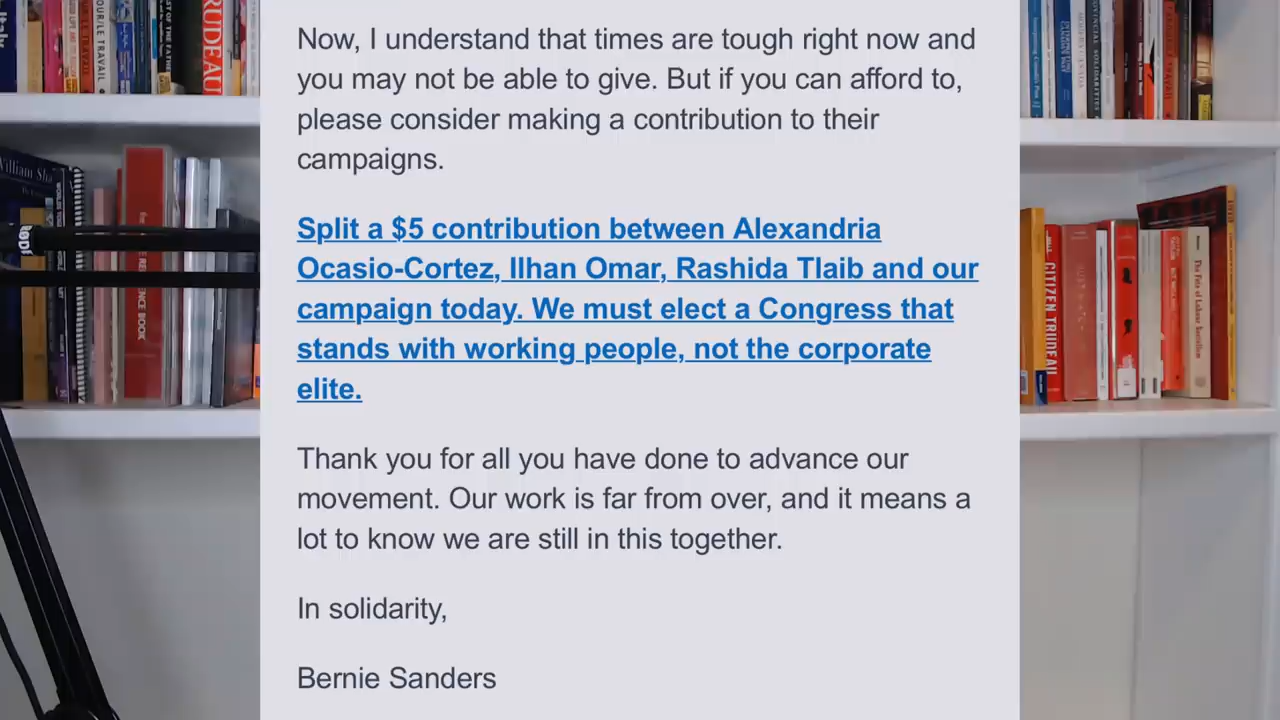 Now, I understand that times are tough right now and
you may not be able to give. But if you can afford to,
please consider making a contribution to their
campaigns.
Split a $5 contribution between Alexandria
Ocasio-Cortez, Ilhan Omar, Rashida Tlaib and our
campaign today. We must elect a Congress that
stands with working people, not the corporate
elite.
Thank you for all you have done to advance our
movement. Our work is far from over, and it means a
lot to know we are still in this together.
In solidarity,
Bernie Sanders
CITIZEN TRUDEAU